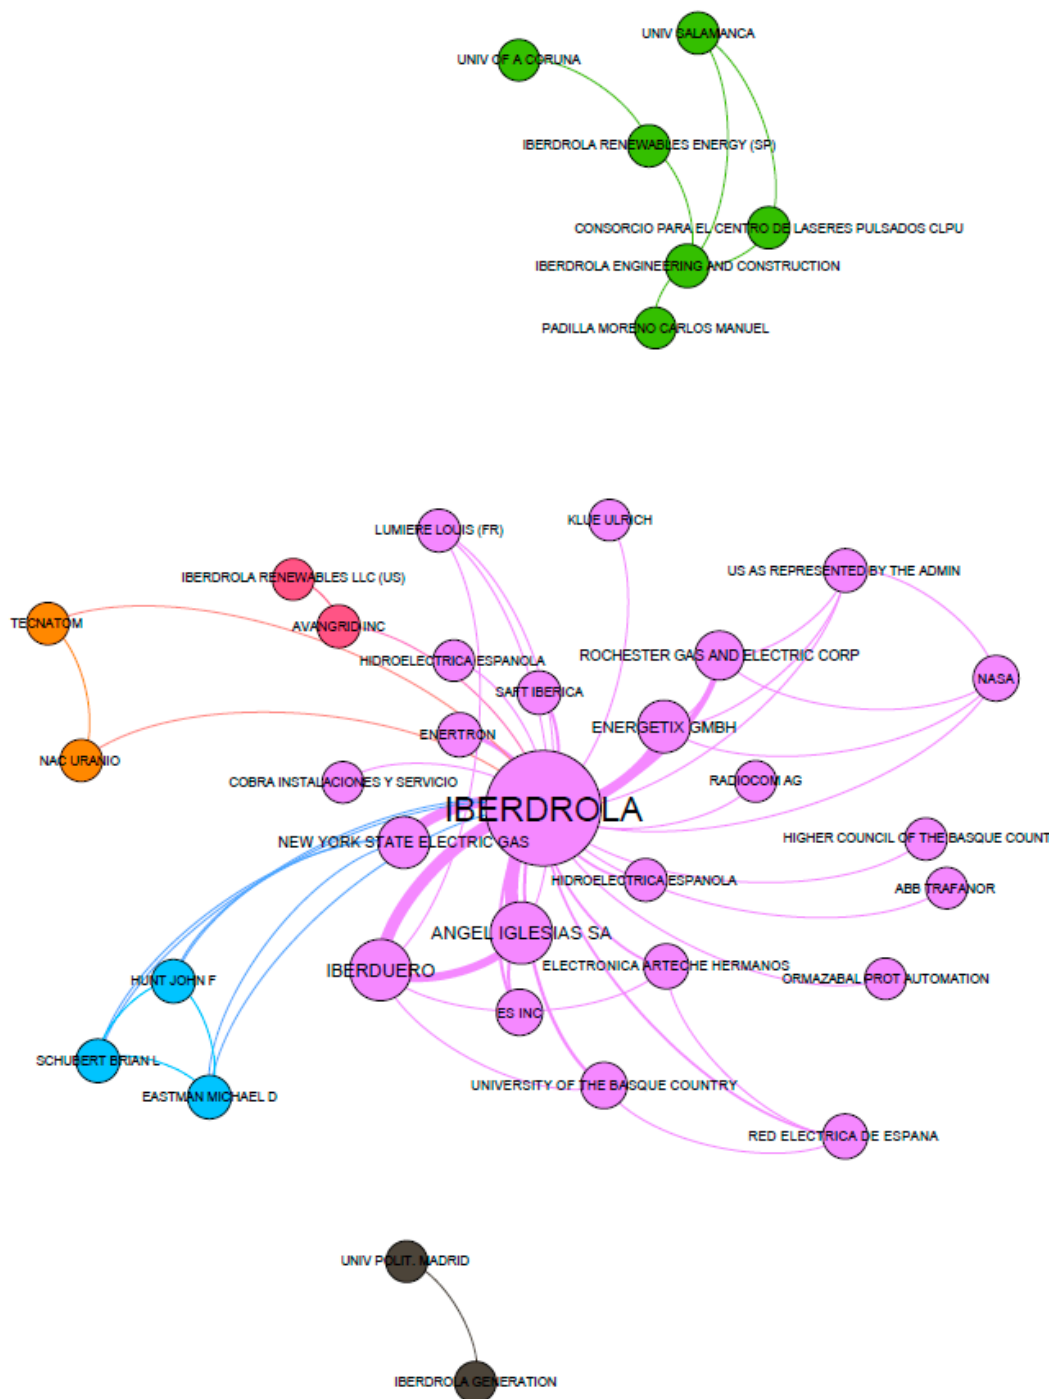 UNIV SALAMANCA
UNIV OF A CORUNA
IBERDROLA RENEWABLES ENERGY (SP)
CONSORCIO PARA EL CENTRO DE LASERES PULSADOS CLPU
IBERDROLA ENGINEERING AND CONSTRUCTION
PADILLA MORENO CARLOS MANUEL
KLUE ULRICH
LUMIERE LOUIS (FR)
US AS REPRESENTED BY THE ADMIN
IBERDROLA RENEWABLES LLC (US)
TECNATOM
AVANGRID INC
ROCHESTER GAS AND ELECTRIC CORP
HIDROELECTRICA ESPANOLA
NASA
SAFT IBERICA
ENERGETIX GMBH
ENERTRON
NAC URANIO
COBRA INSTALACIONES Y SERVICIO
RADIOCOM AG
IBERDROLA
HIGHER COUNCIL OF THE BASQUE COUNT
NEW YORK STATE ELECTRIC GAS
HIDROELECTRICA ESPANOLA
ABB TRAFANOR
ANGEL IGLESIAS SA
ELECTRONICA ARTECHE HERMANOS
IBERDUERO
ORMAZABAL PROT AUTOMATION
HUNT JOHN F
ES INC
SCHUBERT BRIAN L
UNIVERSITY OF THE BASQUE COUNTRY
EASTMAN MICHAEL D
RED ELECTRICA DE ESPANA
UNIV POLIT. MADRID
IBERDROLA GENERATION